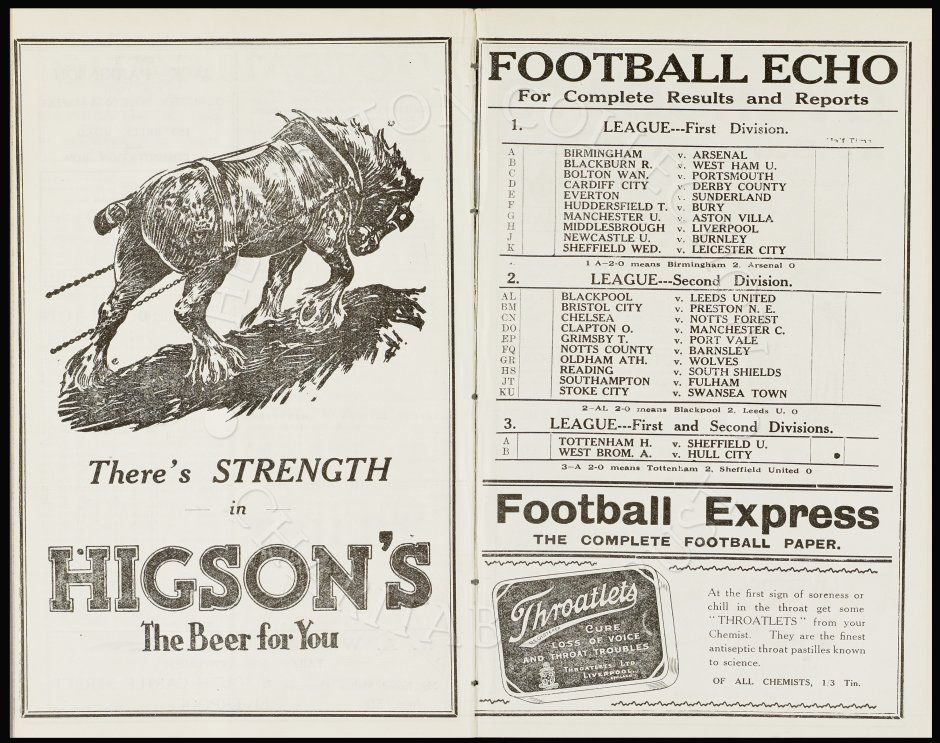 There's STRENGTH
in
HIGSON'S
The Beer for You
FOOTBALL ECHO
For Complete Results and Reports
1. LEAGUE---First Division.
Half Time
A BIRMINGHAM v. ARSENAL
B BLACKBURN R. v. WEST HAM U.
C BOLTON WAN. v. PORTSMOUTH
D CARDIFF CITY v. DERBY COUNTY
E EVERTON v. SUNDERLAND
F HUDDERSFIELD T. v. BURY
G MANCHESTER U. v. ASTON VILLA
H MIDDLESBROUGH v. LIVERPOOL
J NEWCASTLE U. v. BURNLEY
K SHEFFIELD WED. v. LEICESTER CITY
1 A-2-0 means Birmingham 2, Arsenal 0
2. LEAGUE---Second Division.
AL BLACKPOOL v. LEEDS UNITED
BM BRISTOL CITY v. PRESTON N. E.
CN CHELSEA v. NOTTS FOREST
DO CLAPTON O. v. MANCHESTER C.
EP GRIMSBY T. v. PORT VALE
FQ NOTTS COUNTY v. BARNSLEY
GR OLDHAM ATH. v. WOLVES
HS READING v. SOUTH SHIELDS
JT SOUTHAMPTON v. FULHAM
KU STOKE CITY v. SWANSEA TOWN
2-AL 2-0 means Blackpool 2, Leeds U. 0
3. LEAGUE---First and Second Divisions.
A TOTTENHAM H. v. SHEFFIELD U.
B WEST BROM. A. v. HULL CITY
3-A 2-0 means Tottenham 2, Sheffield United 0
Football Express
THE COMPLETE FOOTBALL PAPER.
Throatlets
CURE
LOSS OF VOICE
AND THROAT TROUBLES
THROATLETS LTD.
LIVERPOOL
At the first sign of soreness or
chill in the throat get some
"THROATLETS" from your
Chemist. They are the finest
antiseptic throat pastilles known
to science.
OF ALL CHEMISTS, 1/3 Tin.